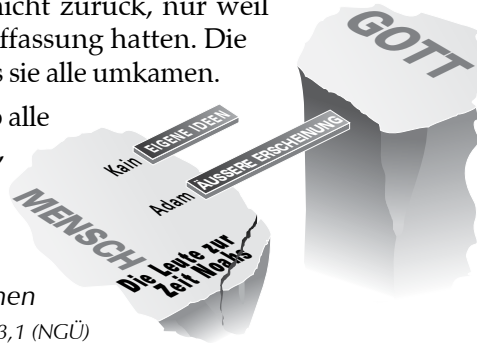 nicht zurück, nur weil
ffassung hatten. Die
s sie alle umkamen.
alle
GOTT
EIGENE IDEEN
Kain
ÄUSSERE ERSCHEINUNG
Adam
MENSCH
Die Leute zur
Zeit Noahs
nen
3,1 (NGÜ)